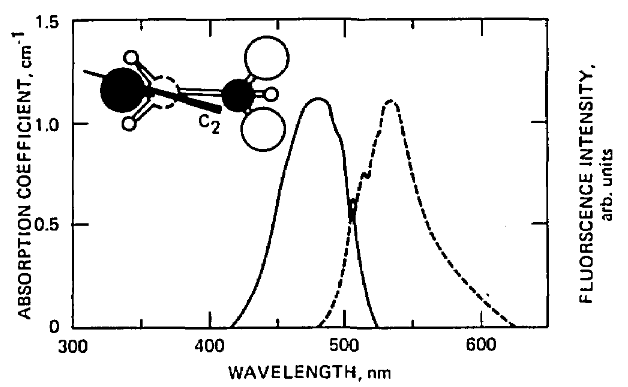 ABSORPTION COEFFICIENT, cm-1
1.5
1.0
0.5
0
C2
300
400
500
600
WAVELENGTH, nm
FLUORSCENCE INTENSITY,
arb. units